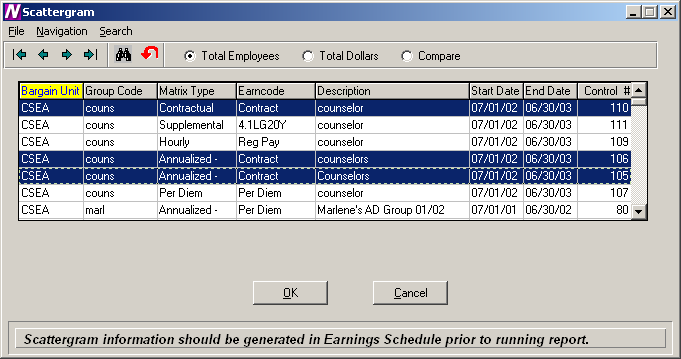 N Scattergram
File Navigation Search
Total Employees Total Dollars Compare
Bargain Unit Group Code Matrix Type Earncode Description Start Date End Date Control #
CSEA couns Contractual Contract counselor 07/01/02 06/30/03 110
CSEA couns Supplemental 4.1LG20Y counselor 07/01/02 06/30/03 111
CSEA couns Hourly Reg Pay counselor 07/01/02 06/30/03 109
CSEA couns Annualized - Contract counselors 07/01/02 06/30/03 106
CSEA couns Annualized - Contract Counselors 07/01/02 06/30/03 105
CSEA couns Per Diem Per Diem counselor 07/01/02 06/30/03 107
CSEA marl Annualized - Per Diem Marlene's AD Group 01/02 07/01/01 06/30/02 80
OK Cancel
Scattergram information should be generated in Earnings Schedule prior to running report.